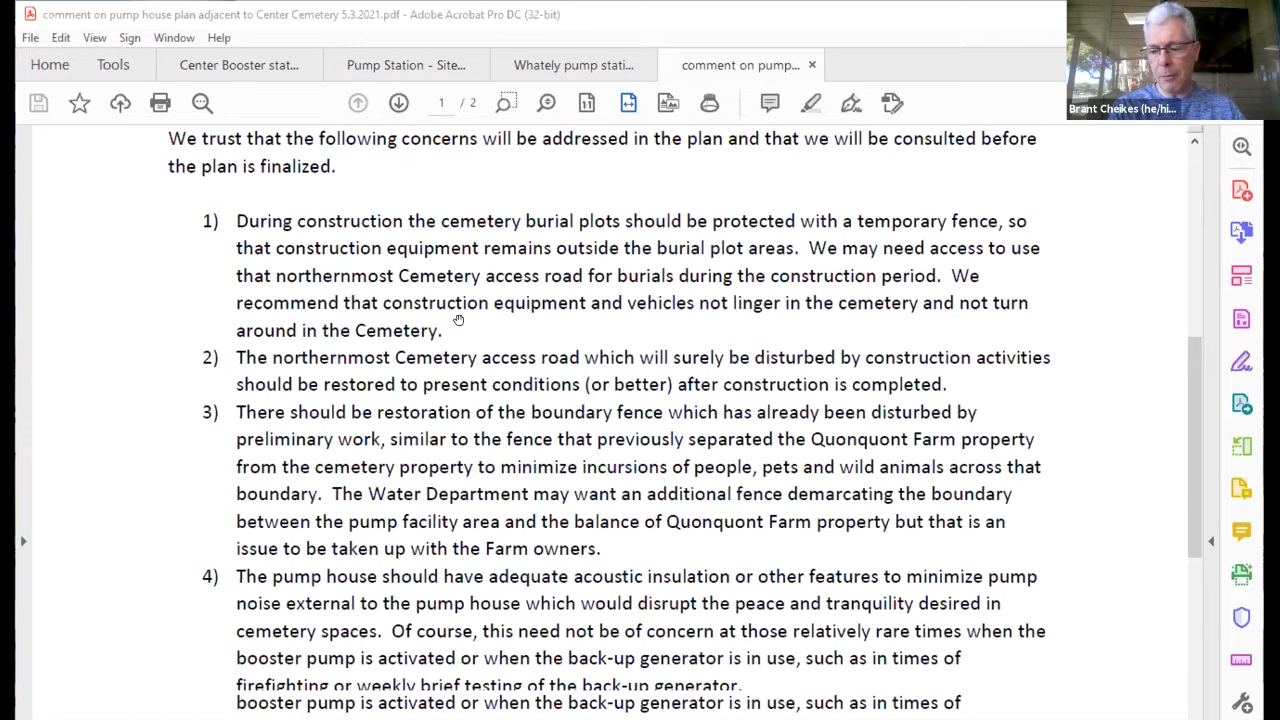 comment on pump house plan adjacent to Center Cemetery 5.3.2021.pdf - Adobe Acrobat Pro DC (32-bit)
File Edit View Sign Window Help
Home Tools Center Booster stat... Pump Station - Site... Whately pump stati... comment on pump... ×
1 / 2
Brant Cheikes (he/hi...
We trust that the following concerns will be addressed in the plan and that we will be consulted before
the plan is finalized.
1) During construction the cemetery burial plots should be protected with a temporary fence, so
that construction equipment remain outside the burial plot areas. We may need access to use
that northernmost Cemetery access road for burials during the construction period. We
recommend that construction equipment and vehicles not linger in the cemetery and not turn
around in the Cemetery.
2) The northernmost Cemetery access road which will surely be disturbed by construction activities
should be restored to present conditions (or better) after construction is completed.
3) There should be restoration of the boundary fence which has already been disturbed by
preliminary work, similar to the fence that previously separated the Quonquont Farm property
from the cemetery property to minimize incursions of people, pets and wild animals across that
boundary. The Water Department may want an additional fence demarcating the boundary
between the pump facility area and the balance of Quonquont Farm property but that is an
issue to be taken up with the Farm owners.
4) The pump house should have adequate acoustic insulation or other features to minimize pump
noise external to the pump house which would disrupt the peace and tranquility desired in
cemetery spaces. Of course, this need not be of concern at those relatively rare times when the
booster pump is activated or when the back-up generator is in use, such as in times of
firefighting or weekly brief testing of the back-up generator.
booster pump is activated or when the back-up generator is in use, such as in times of